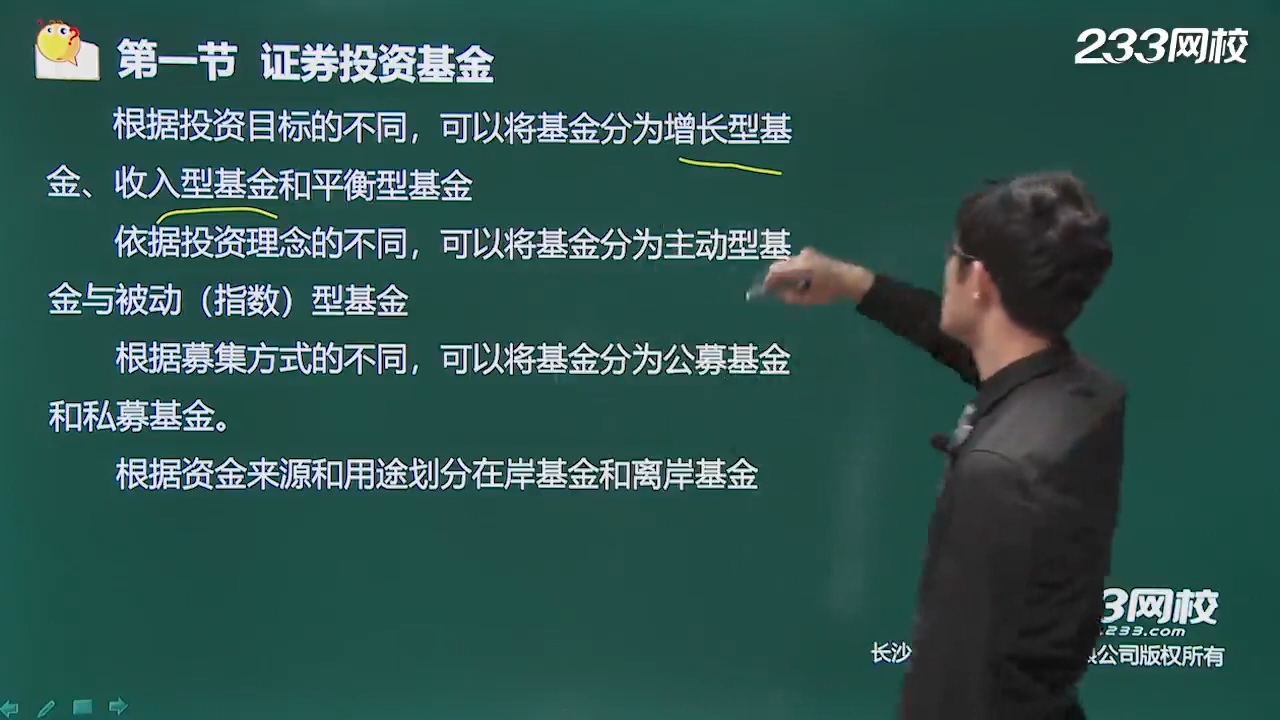 第一节 证券投资基金
233网校
根据投资目标的不同，可以将基金分为增长型基
金、收入型基金和平衡型基金
依据投资理念的不同，可以将基金分为主动型基
金与被动（指数）型基金
根据募集方式的不同，可以将基金分为公募基金
和私募基金。
根据资金来源和用途划分在岸基金和离岸基金
3网校
.233.com
长沙
公司版权所有